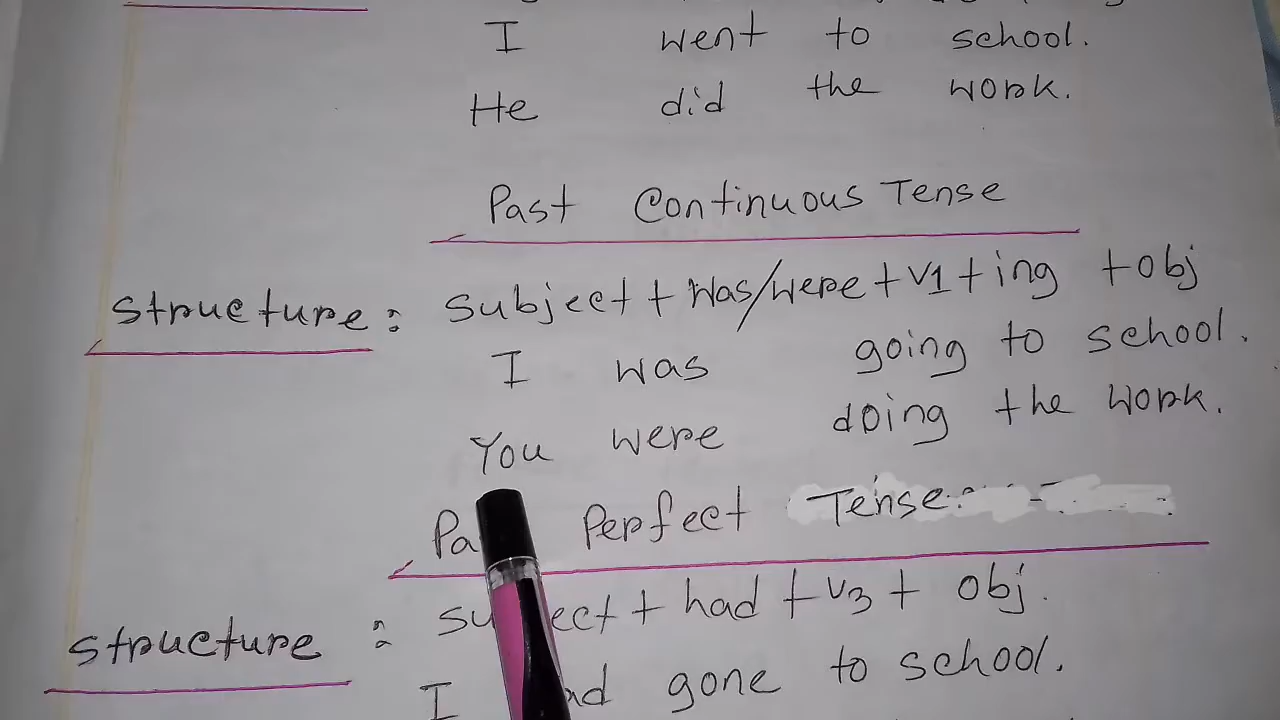 I went to school.
He did the work.
Past Continuous Tense
Structure: Subject + was/were + V1 + ing + obj
I was going to school.
You were doing the work.
Perfect Tense
Structure : + had + V3 + obj.
I gone to school.